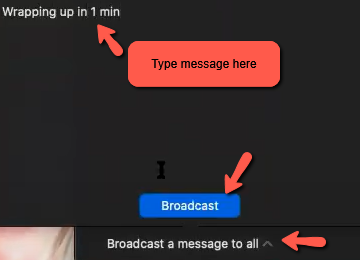 Wrapping up in 1 min
Type message here
Broadcast
Broadcast a message to all